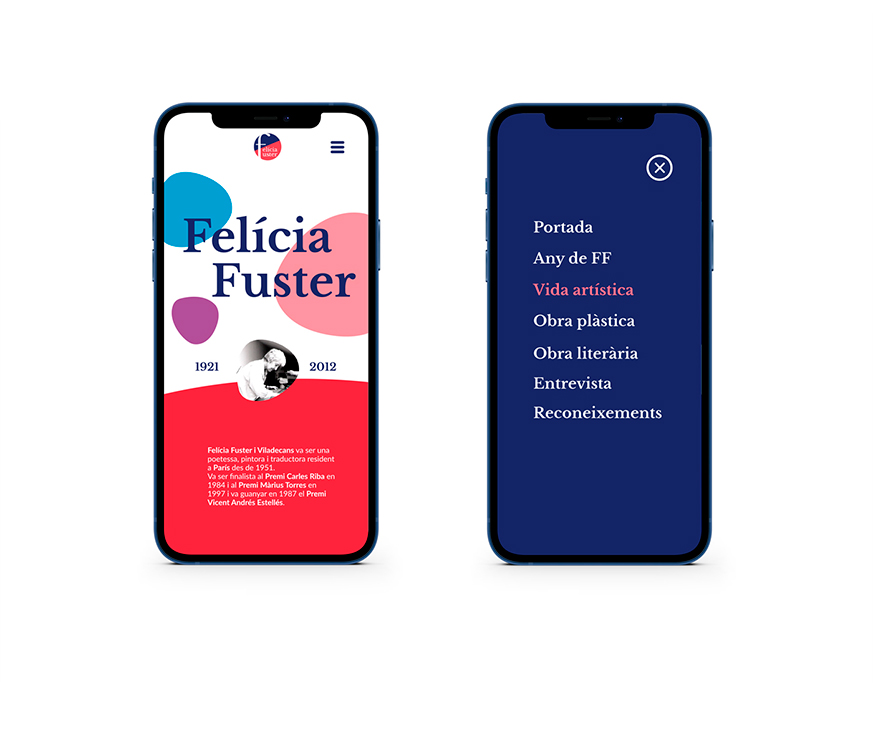 felícia
fuster
Felícia
Fuster
1921
2012
Felícia Fuster i Viladecans va ser una
poetessa, pintora i traductora resident
a París des de 1951.
Va ser finalista al Premi Carles Riba en
1984 i al Premi Màrius Torres en
1997 i va guanyar en 1987 el Premi
Vicent Andrés Estellés.
Portada
Any de FF
Vida artística
Obra plàstica
Obra literària
Entrevista
Reconeixements